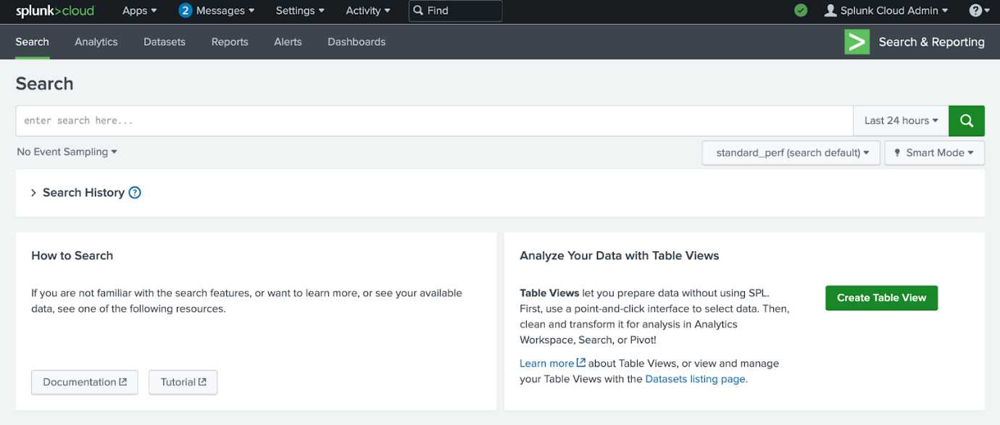 splunk>cloud Apps 2 Messages Settings Activity Find Splunk Cloud Admin ?
Search Analytics Datasets Reports Alerts Dashboards > Search & Reporting
Search
enter search here... Last 24 hours
No Event Sampling standard_perf (search default) Smart Mode
Search History ?
How to Search
If you are not familiar with the search features, or want to learn more, or see your available
data, see one of the following resources.
Documentation Tutorial
Analyze Your Data with Table Views
Table Views let you prepare data without using SPL.
First, use a point-and-click interface to select data. Then,
clean and transform it for analysis in Analytics
Workspace, Search, or Pivot!
Create Table View
Learn more about Table Views, or view and manage
your Table Views with the Datasets listing page.